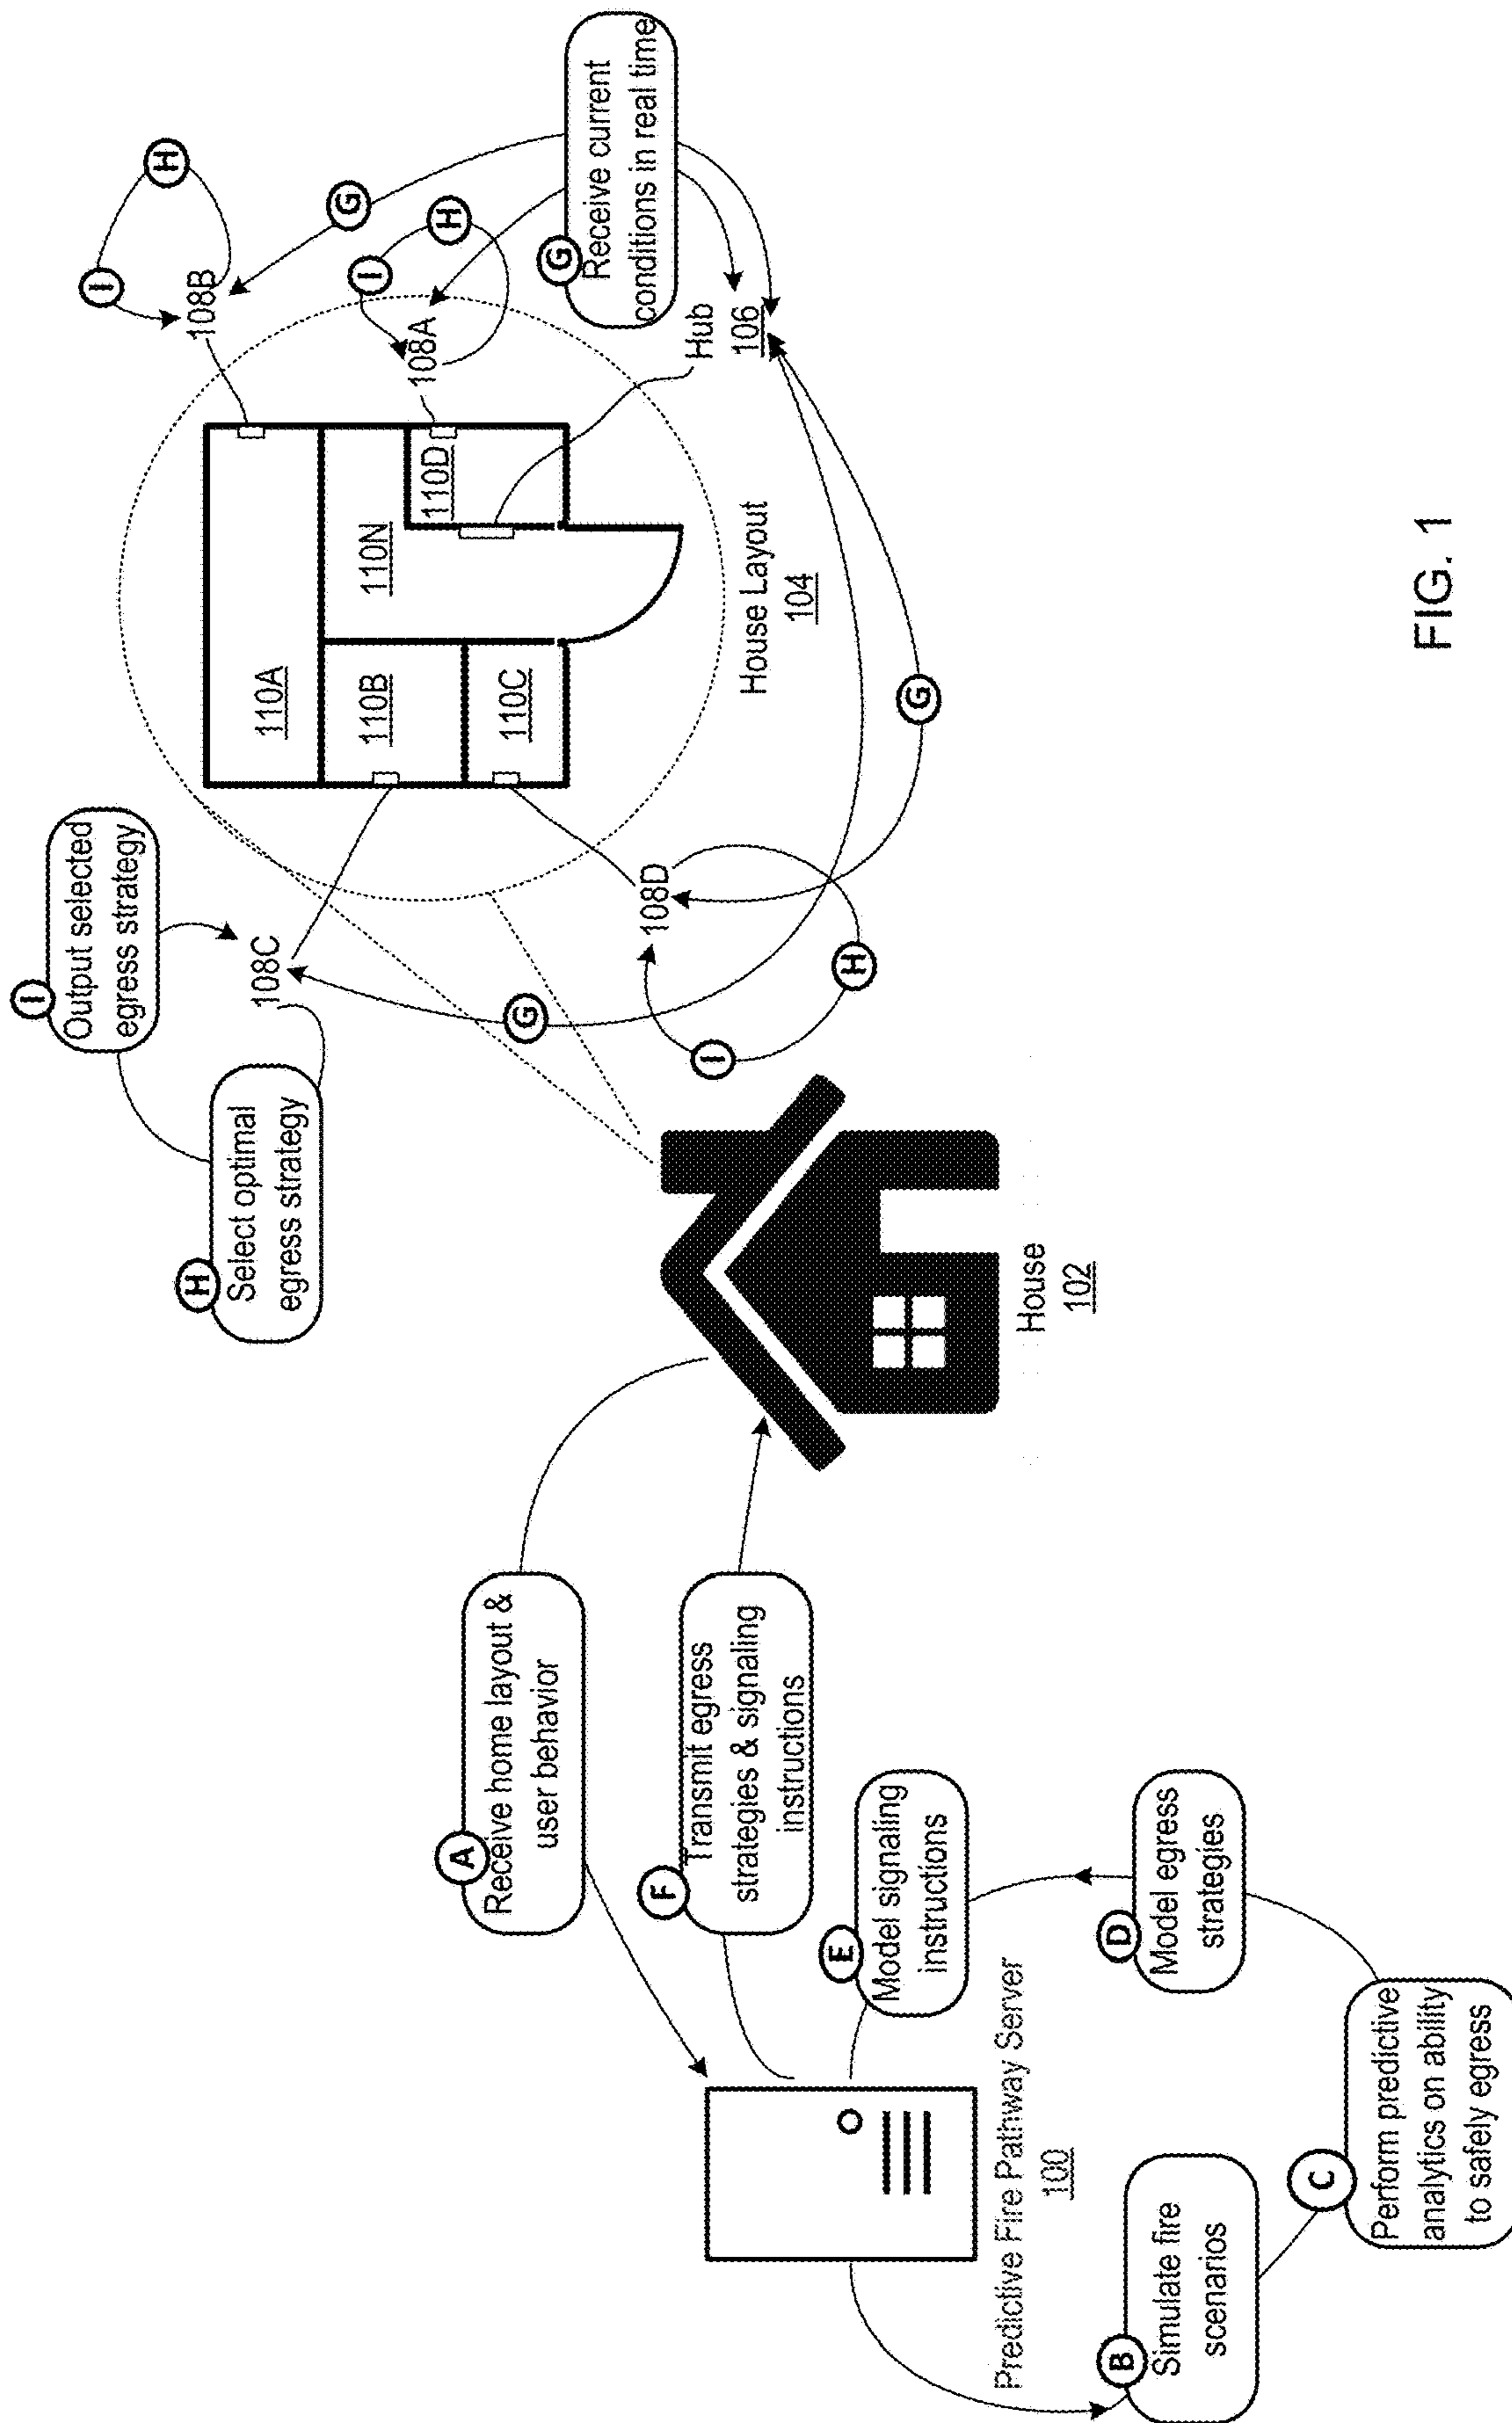 A
Receive home layout &
user behavior
F
Transmit egress
strategies & signaling
instructions
E
Model signaling
instructions
D
Model egress
strategies
C
Perform predictive
analytics on ability
to safely egress
B
Simulate fire
scenarios
Predictive Fire Pathway Server
100
House
102
H
Select optimal
egress strategy
I
Output selected
egress strategy
108C
G
I
H
108D
G
110A
110B
110C
110N
110D
House Layout
104
Hub
106
I
H
108B
G
I
H
108A
G
Receive current
conditions in real time
FIG. 1